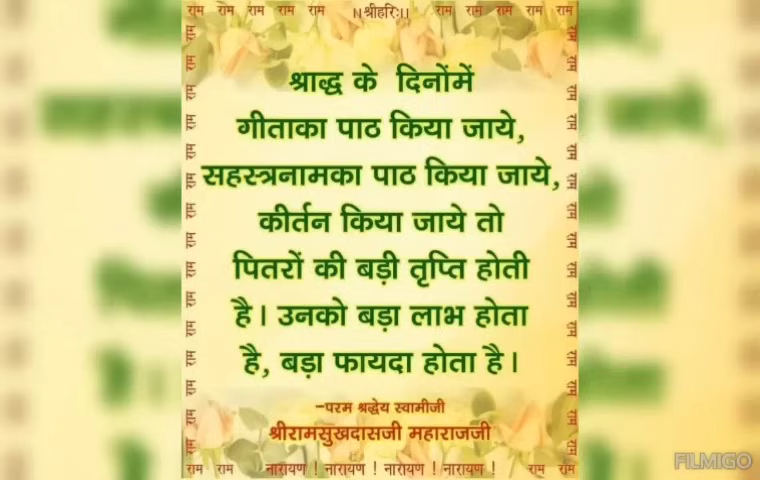 राम राम राम राम राम ॥श्रीहरि:॥ राम राम राम राम राम
श्राद्ध के दिनोंमें
गीताका पाठ किया जाये,
सहस्त्रनामका पाठ किया जाये,
कीर्तन किया जाये तो
पितरों की बड़ी तृप्ति होती
है। उनको बड़ा लाभ होता
है, बड़ा फायदा होता है।
-परम श्रद्धेय स्वामीजी
श्रीरामसुखदासजी महाराजजी
राम राम नारायण ! नारायण ! नारायण ! नारायण ! राम राम
FILMIGO